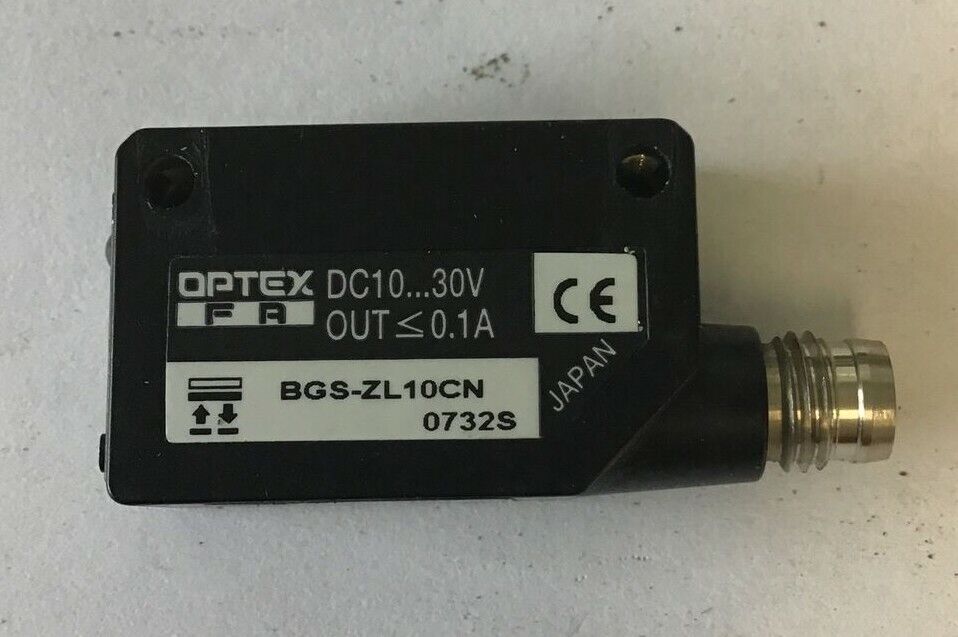 OPTEX
FA
DC10...30V
OUT ≤ 0.1A
CE
JAPAN
BGS-ZL10CN
0732S